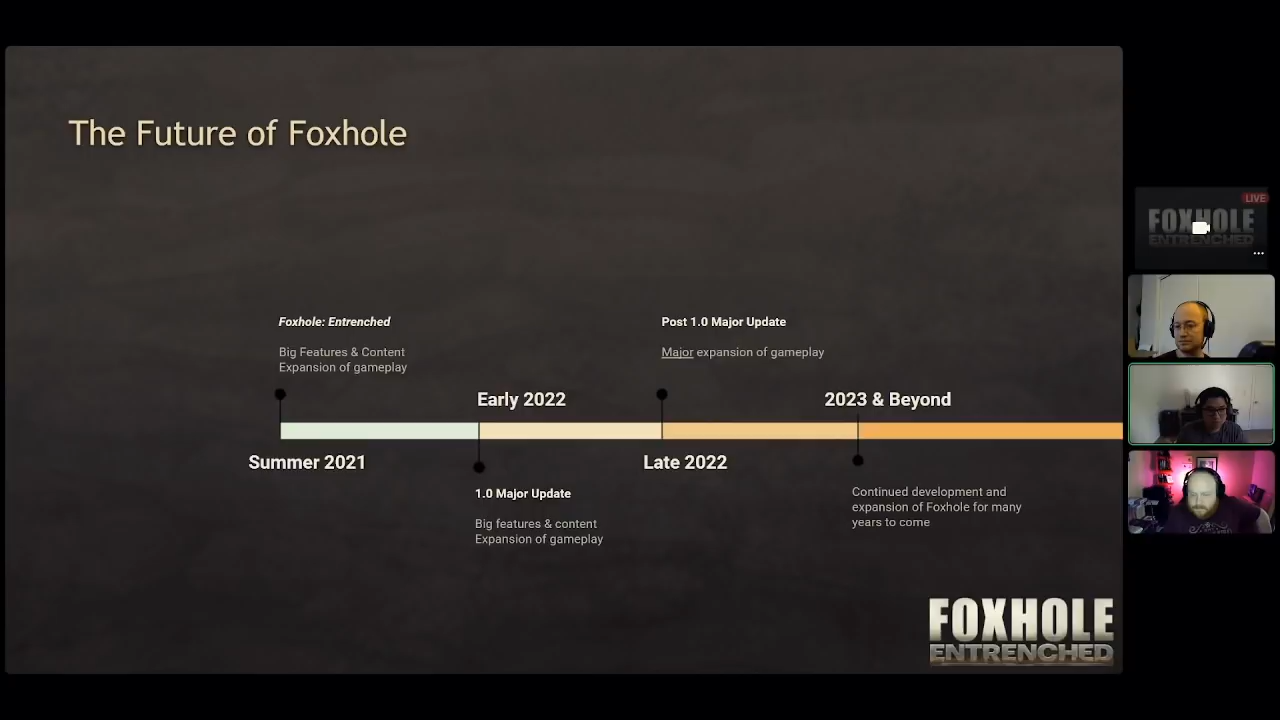 The Future of Foxhole
LIVE
FOXHOLE
ENTRENCHED
Foxhole: Entrenched
Big Features & Content
Expansion of gameplay
Post 1.0 Major Update
Major expansion of gameplay
Early 2022
2023 & Beyond
Summer 2021
Late 2022
1.0 Major Update
Big features & content
Expansion of gameplay
Continued development and
expansion of Foxhole for many
years to come
FOXHOLE
ENTRENCHED